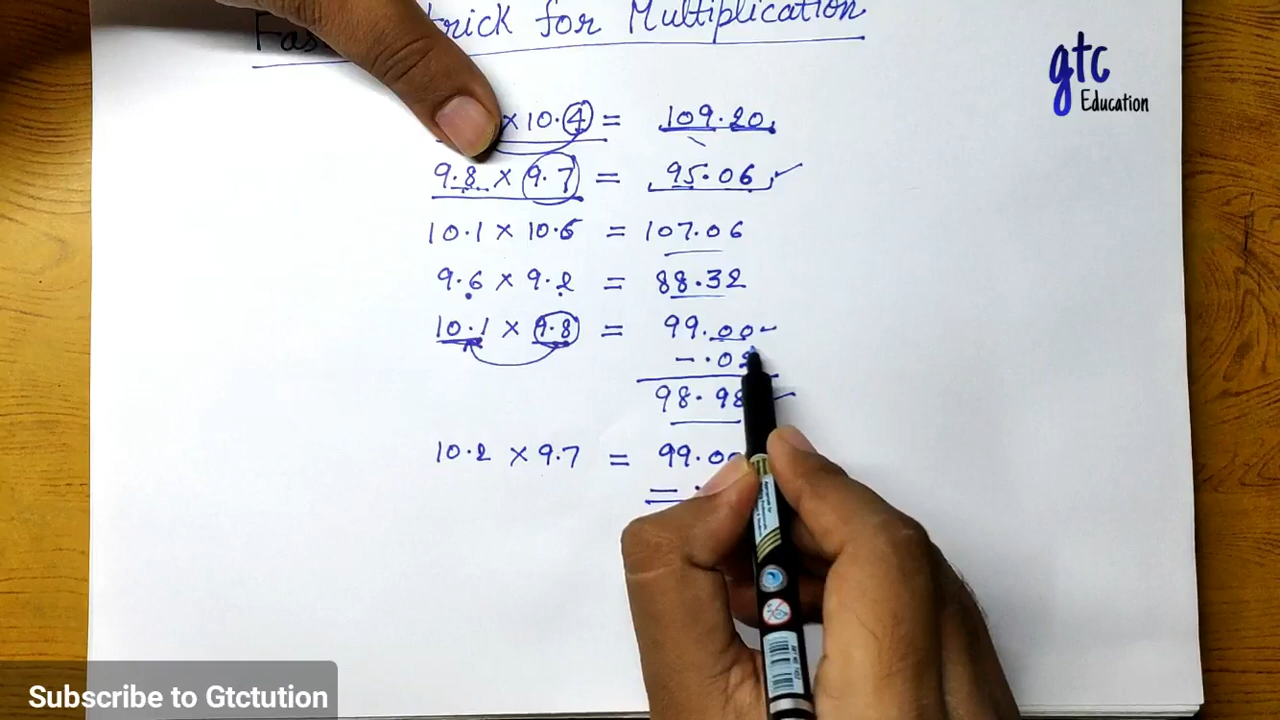 trick for Multiplication
gtc
Education
× 10.4 = 109.20
9.8 × 9.7 = 95.06
10.1 × 10.6 = 107.06
9.6 × 9.2 = 88.32
10.1 × 9.8 = 99.00
- .02
98.98
10.2 × 9.7 = 99.00
Subscribe to Gtctution